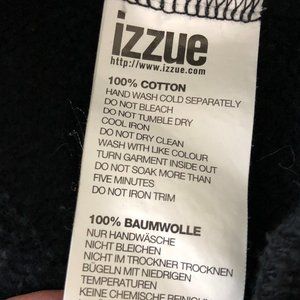 izzue
http://www.izzue.com
100% COTTON
HAND WASH COLD SEPARATELY
DO NOT BLEACH
DO NOT TUMBLE DRY
COOL IRON
DO NOT DRY CLEAN
WASH WITH LIKE COLOUR
TURN GARMENT INSIDE OUT
DO NOT SOAK MORE THAN
FIVE MINUTES
DO NOT IRON TRIM
100% BAUMWOLLE
NUR HANDWÄSCHE
NICHT BLEICHEN
NICHT IM TROCKNER TROCKNEN
BÜGELN MIT NIEDRIGEN
TEMPERATUREN
KEINE CHEMISCHE REINIGUNG